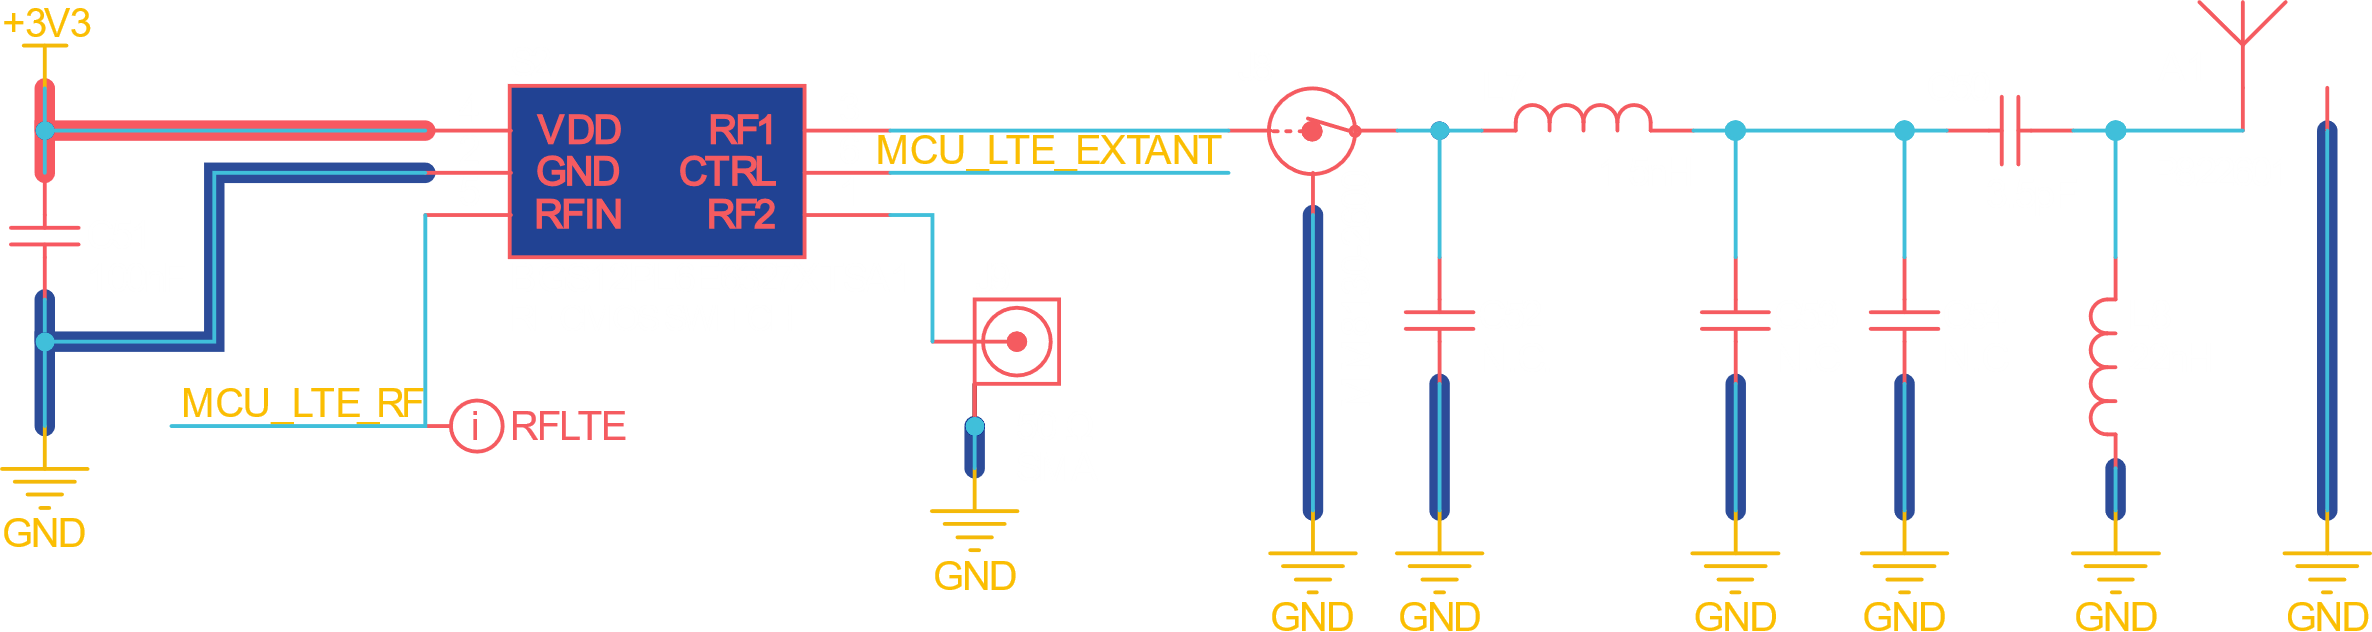 +3V3
VDD RF1
MCU_LTE_EXTANT
GND CTRL
RFIN RF2
MCU_LTE_RF
i RFLTE
GND
GND
GND GND GND GND GND GND